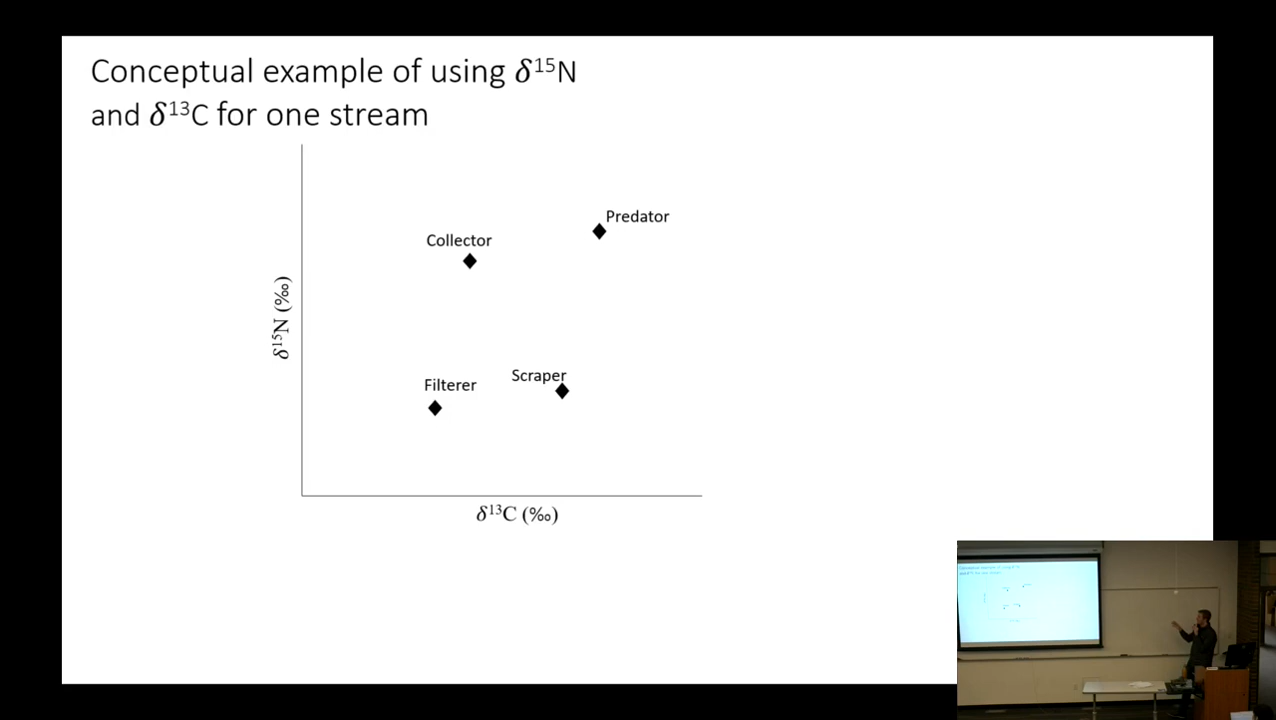 Conceptual example of using δ¹⁵N
and δ¹³C for one stream
Predator
Collector
δ¹⁵N (‰)
Scraper
Filterer
δ¹³C (‰)